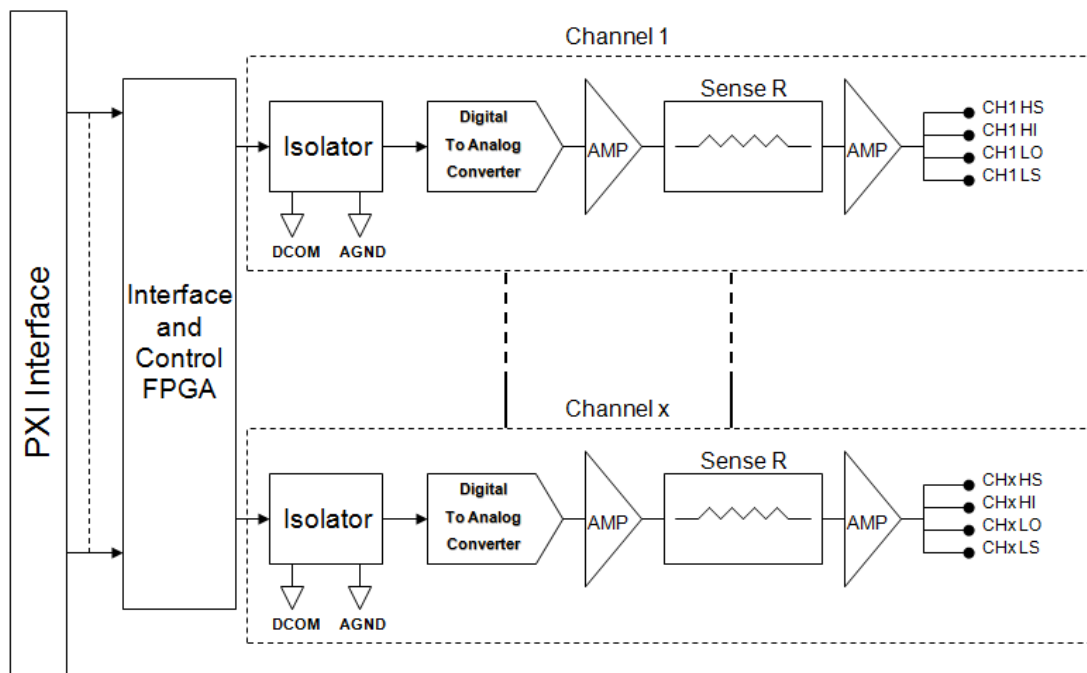 PXI Interface
Interface
and
Control
FPGA
Channel 1
Isolator
DCOM
AGND
Digital
To Analog
Converter
AMP
Sense R
AMP
CH1 HS
CH1 HI
CH1 LO
CH1 LS
Channel x
Isolator
DCOM
AGND
Digital
To Analog
Converter
AMP
Sense R
AMP
CHx HS
CHx HI
CHx LO
CHx LS